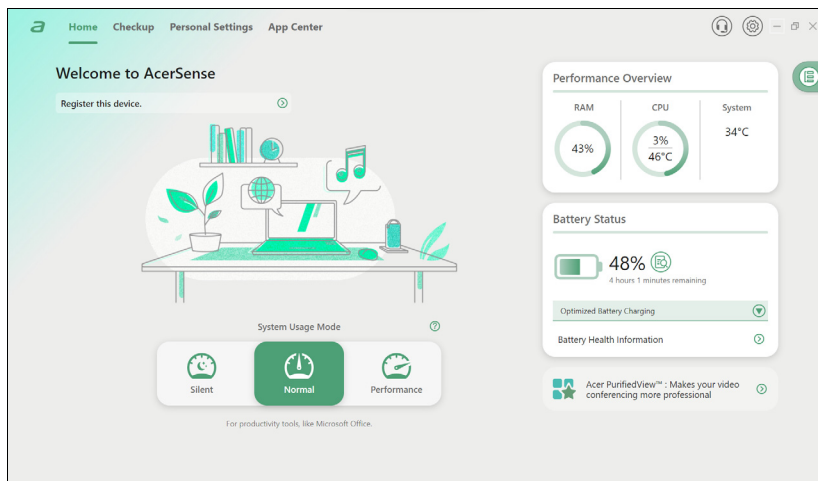 a
Home Checkup Personal Settings App Center
Welcome to AcerSense
Register this device.
System Usage Mode
Silent Normal Performance
For productivity tools, like Microsoft Office.
Performance Overview
RAM CPU System
43% 3% 34°C
46°C
Battery Status
48%
4 hours 1 minutes remaining
Optimized Battery Charging
Battery Health Information
Acer PurifiedView™ : Makes your video
conferencing more professional